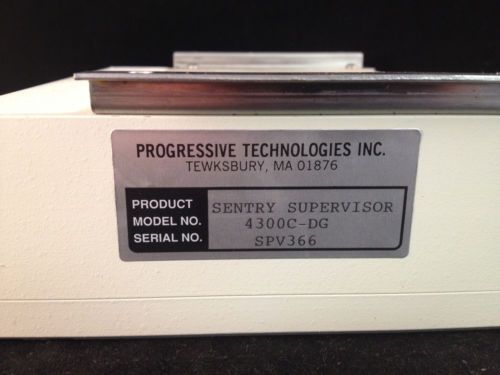 PROGRESSIVE TECHNOLOGIES INC.
TEWKSBURY, MA 01876
PRODUCT SENTRY SUPERVISOR
MODEL NO. 4300C-DG
SERIAL NO. SPV366